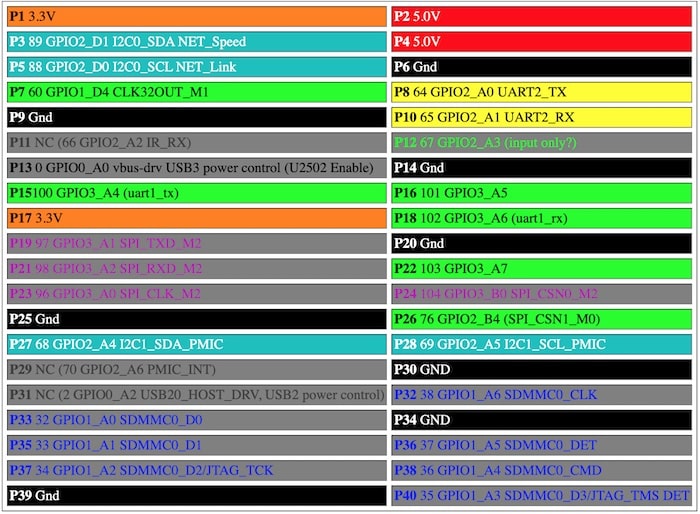 P1 3.3V
P2 5.0V
P3 89 GPIO2_D1 I2C0_SDA NET_Speed
P4 5.0V
P5 88 GPIO2_D0 I2C0_SCL NET_Link
P6 Gnd
P7 60 GPIO1_D4 CLK32OUT_M1
P8 64 GPIO2_A0 UART2_TX
P9 Gnd
P10 65 GPIO2_A1 UART2_RX
P11 NC (66 GPIO2_A2 IR_RX)
P12 67 GPIO2_A3 (input only?)
P13 0 GPIO0_A0 vbus-drv USB3 power control (U2502 Enable)
P14 Gnd
P15100 GPIO3_A4 (uart1_tx)
P16 101 GPIO3_A5
P17 3.3V
P18 102 GPIO3_A6 (uart1_rx)
P19 97 GPIO3_A1 SPI_TXD_M2
P20 Gnd
P21 98 GPIO3_A2 SPI_RXD_M2
P22 103 GPIO3_A7
P23 96 GPIO3_A0 SPI_CLK_M2
P24 104 GPIO3_B0 SPI_CSN0_M2
P25 Gnd
P26 76 GPIO2_B4 (SPI_CSN1_M0)
P27 68 GPIO2_A4 I2C1_SDA_PMIC
P28 69 GPIO2_A5 I2C1_SCL_PMIC
P29 NC (70 GPIO2_A6 PMIC_INT)
P30 GND
P31 NC (2 GPIO0_A2 USB20_HOST_DRV, USB2 power control)
P32 38 GPIO1_A6 SDMMC0_CLK
P33 32 GPIO1_A0 SDMMC0_D0
P34 GND
P35 33 GPIO1_A1 SDMMC0_D1
P36 37 GPIO1_A5 SDMMC0_DET
P37 34 GPIO1_A2 SDMMC0_D2/JTAG_TCK
P38 36 GPIO1_A4 SDMMC0_CMD
P39 Gnd
P40 35 GPIO1_A3 SDMMC0_D3/JTAG_TMS DET